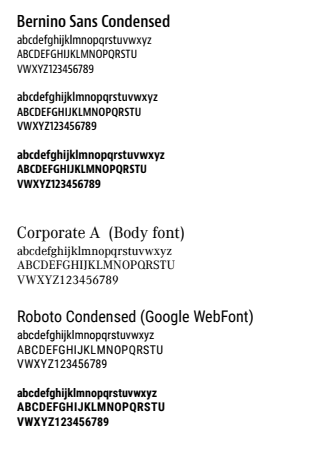 Bernino Sans Condensed
abcdefghijklmnopqrstuvwxyz
ABCDEFGHIJKLMNOPQRSTU
VWXYZ123456789
abcdefghijklmnopqrstuvwxyz
ABCDEFGHIJKLMNOPQRSTU
VWXYZ123456789
abcdefghijklmnopqrstuvwxyz
ABCDEFGHIJKLMNOPQRSTU
VWXYZ123456789
Corporate A (Body font)
abcdefghijklmnopqrstuvwxyz
ABCDEFGHIJKLMNOPQRSTU
VWXYZ123456789
Roboto Condensed (Google WebFont)
abcdefghijklmnopqrstuvwxyz
ABCDEFGHIJKLMNOPQRSTU
VWXYZ123456789
abcdefghijklmnopqrstuvwxyz
ABCDEFGHIJKLMNOPQRSTU
VWXYZ123456789